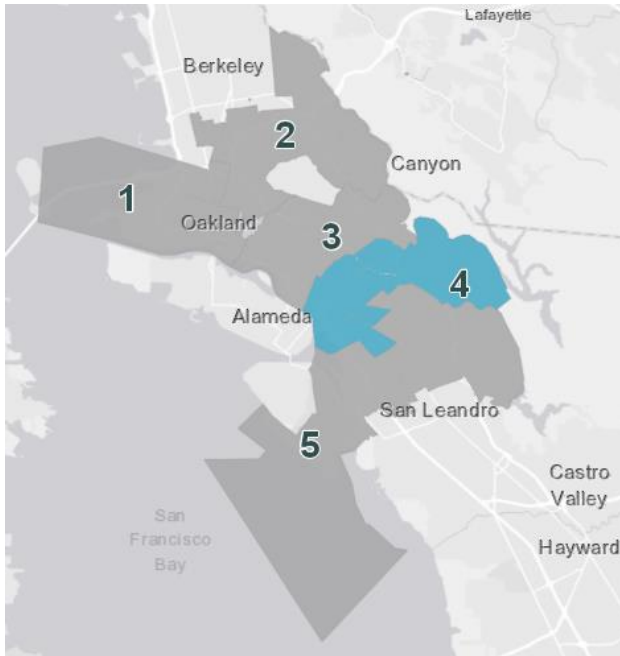 Lafayette
Berkeley
2
Canyon
1
Oakland
3
4
Alameda
San Leandro
5
Castro
Valley
San
Francisco
Bay
Hayward